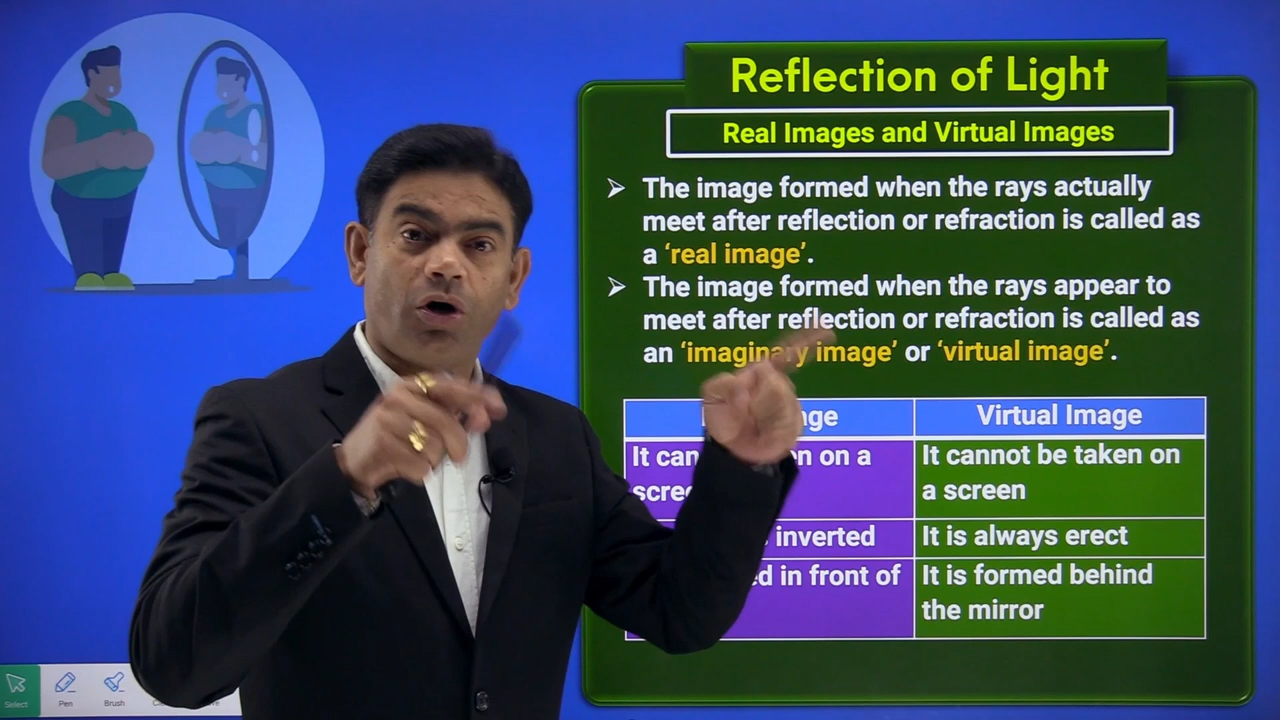 Reflection of Light
Real Images and Virtual Images
➢ The image formed when the rays actually
meet after reflection or refraction is called as
a ‘real image’.
➢ The image formed when the rays appear to
meet after reflection or refraction is called as
an ‘imaginary image’ or ‘virtual image’.
Virtual Image
It can on a
It cannot be taken on
a screen
inverted
It is always erect
in front of
It is formed behind
the mirror
Select
Pen
Brush